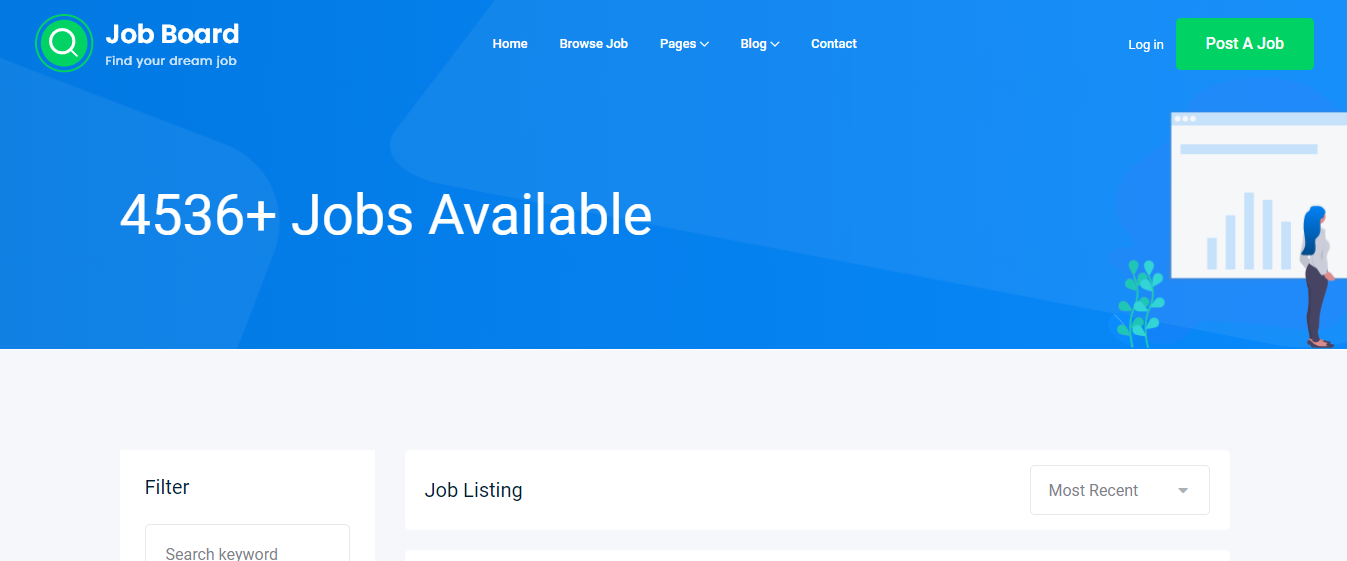 Job Board
Find your dream job
Home
Browse Job
Pages
Blog
Contact
Log in
Post A Job
4536+ Jobs Available
Filter
Search keyword
Job Listing
Most Recent